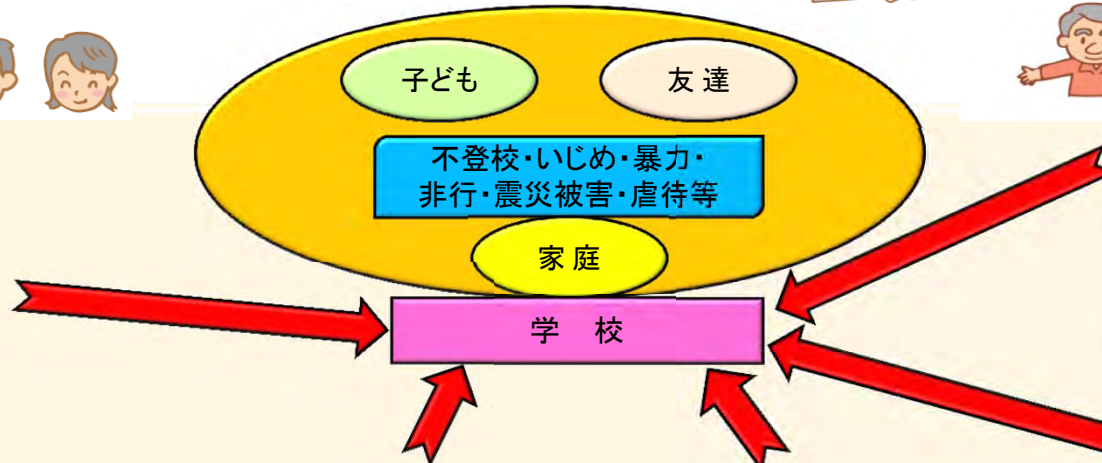 子ども
友達
不登校・いじめ・暴力・
非行・震災被害・虐待等
家庭
学　校